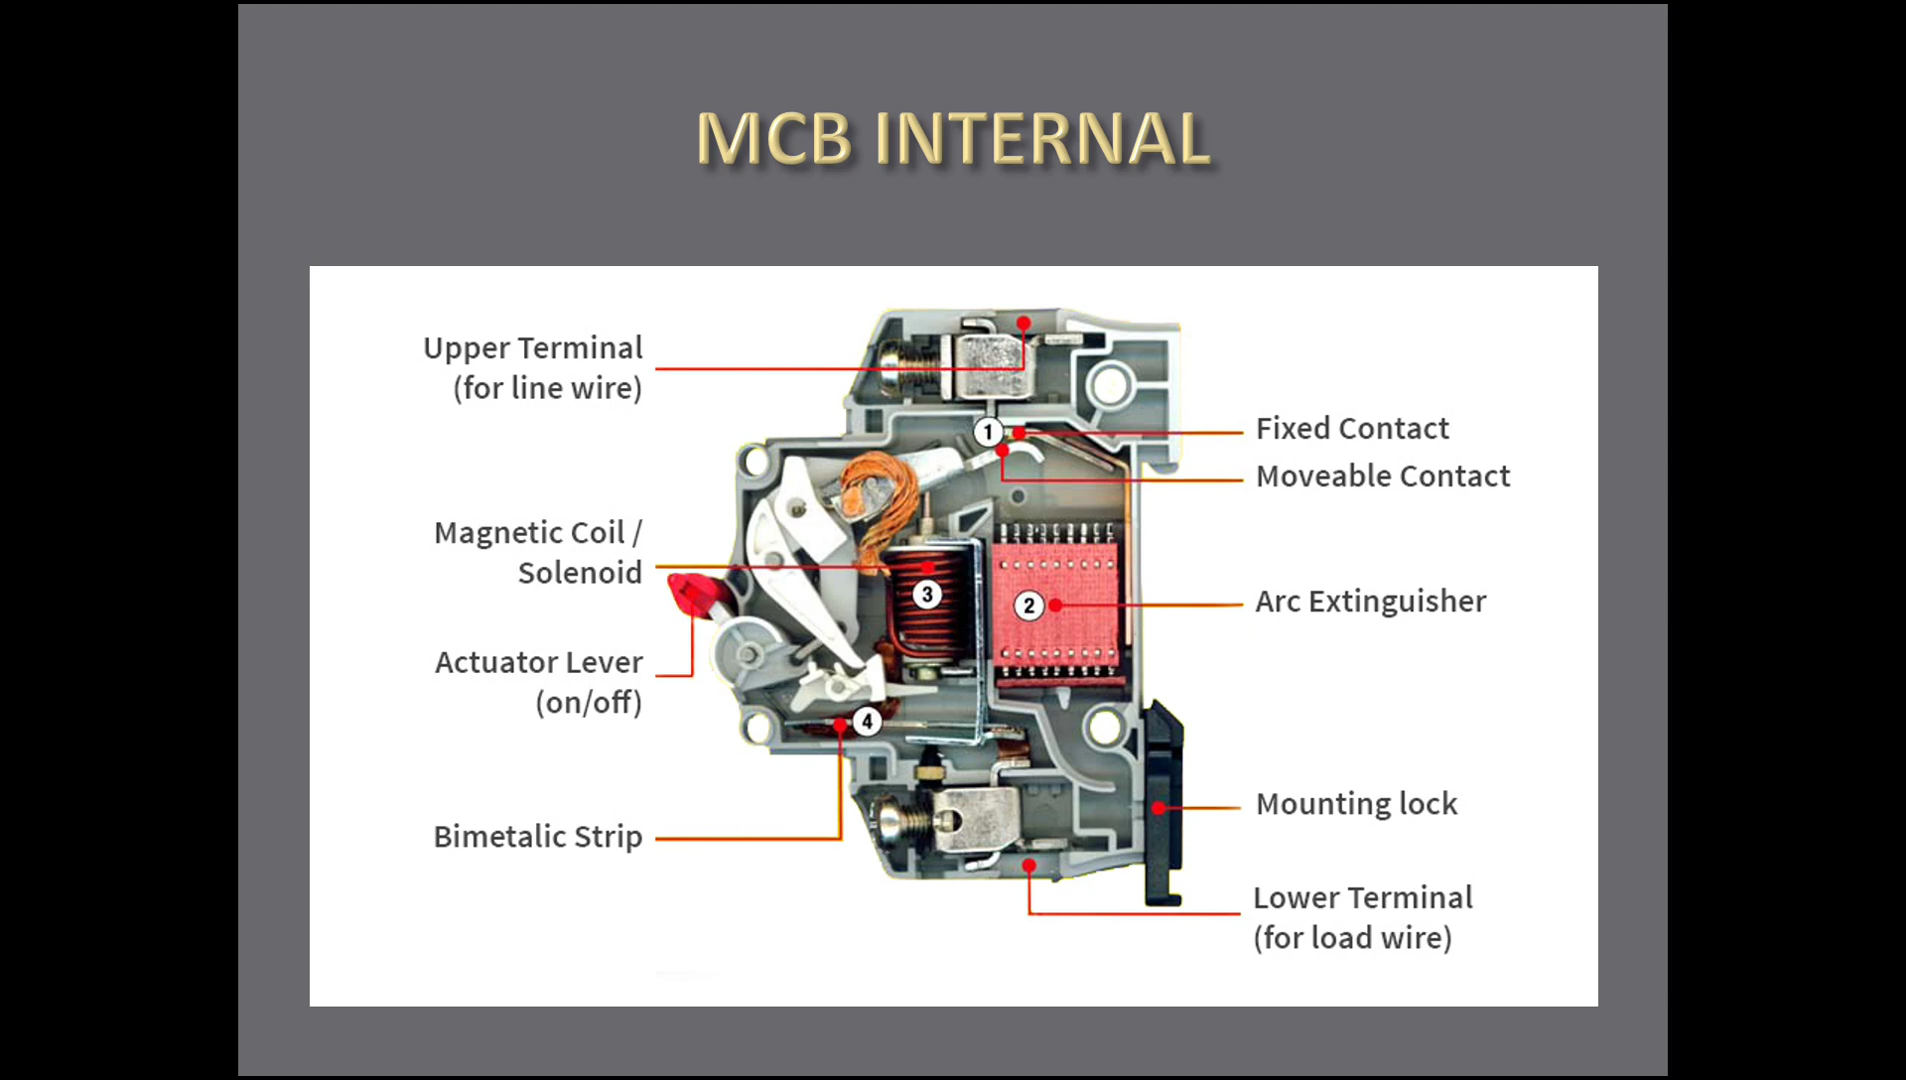 MCB INTERNAL
Upper Terminal
(for line wire)
1
Fixed Contact
Moveable Contact
Magnetic Coil /
Solenoid
3
2
Arc Extinguisher
Actuator Lever
(on/off)
4
Bimetalic Strip
Mounting lock
Lower Terminal
(for load wire)